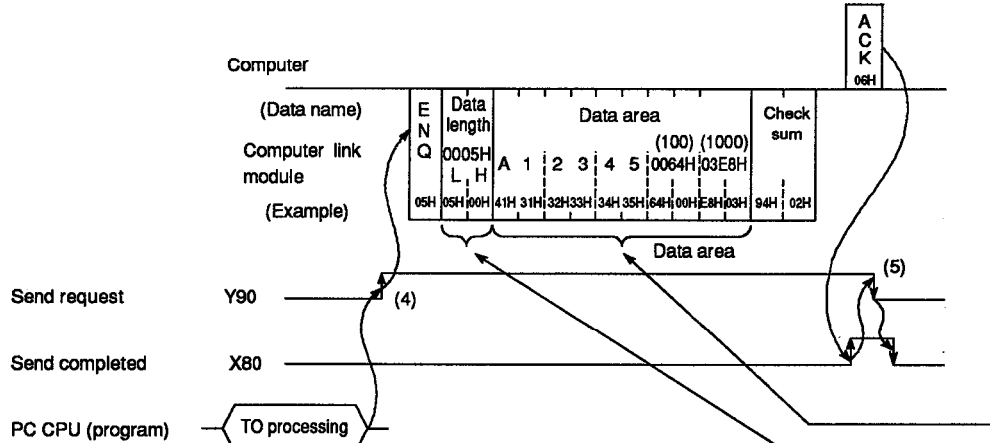 A
C
K
06H
Computer
(Data name)
E
N
Q
Data
length
Data area
Check
sum
(100) (1000)
Computer link
module
0005H
L H
A 1 2 3 4 5 0064H 03E8H
(Example)
05H 05H 00H 41H 31H 32H 33H 34H 35H 64H 00H E8H 03H 94H 02H
Data area
(5)
Send request Y90 (4)
Send completed X80
PC CPU (program) TO processing